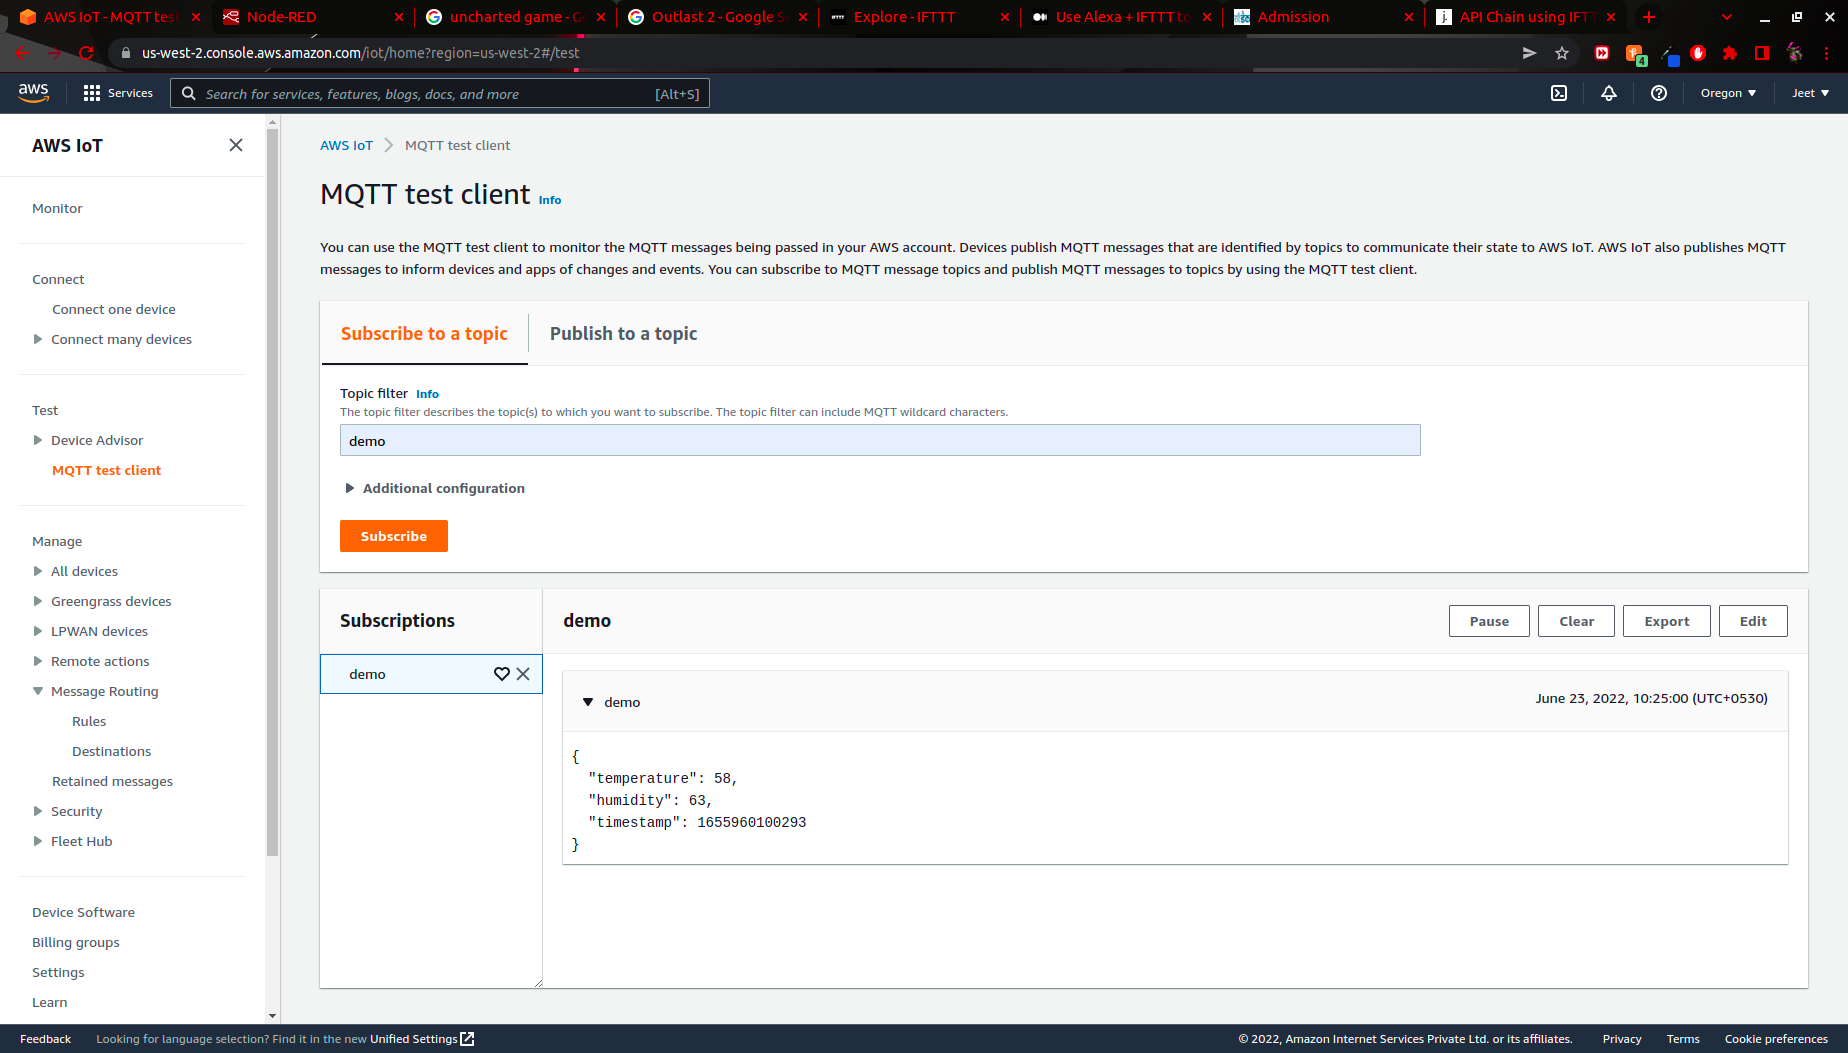 AWS IoT - MQTT test
Node-RED
uncharted game - Go
Outlast 2 - Google Se
Explore - IFTTT
Use Alexa + IFTTT to
Admission
API Chain using IFTT
us-west-2.console.aws.amazon.com/iot/home?region=us-west-2#/test
4
aws
Services
Search for services, features, blogs, docs, and more
[Alt+S]
Oregon
Jeet
AWS IoT
Monitor
Connect
Connect one device
Connect many devices
Test
Device Advisor
MQTT test client
Manage
All devices
Greengrass devices
LPWAN devices
Remote actions
Message Routing
Rules
Destinations
Retained messages
Security
Fleet Hub
Device Software
Billing groups
Settings
Learn
AWS IoT
MQTT test client
MQTT test client Info
You can use the MQTT test client to monitor the MQTT messages being passed in your AWS account. Devices publish MQTT messages that are identified by topics to communicate their state to AWS IoT. AWS IoT also publishes MQTT
messages to inform devices and apps of changes and events. You can subscribe to MQTT message topics and publish MQTT messages to topics by using the MQTT test client.
Subscribe to a topic
Publish to a topic
Topic filter Info
The topic filter describes the topic(s) to which you want to subscribe. The topic filter can include MQTT wildcard characters.
demo
Additional configuration
Subscribe
Subscriptions
demo
demo
Pause
Clear
Export
Edit
demo
June 23, 2022, 10:25:00 (UTC+0530)
{
"temperature": 58,
"humidity": 63,
"timestamp": 1655960100293
}
Feedback
Looking for language selection? Find it in the new Unified Settings
© 2022, Amazon Internet Services Private Ltd. or its affiliates.
Privacy
Terms
Cookie preferences